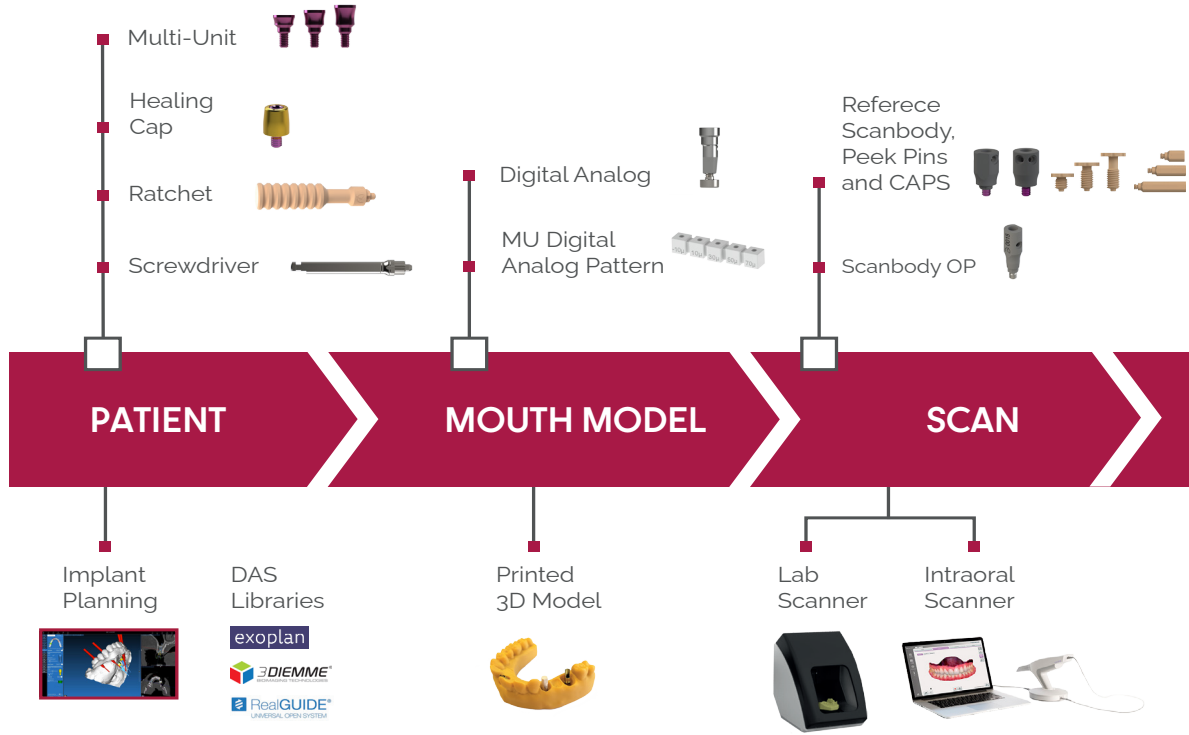 Multi-Unit
Healing
Cap
Ratchet
Screwdriver
Digital Analog
MU Digital
Analog Pattern
Referece
Scanbody,
Peek Pins
and CAPS
Scanbody OP
PATIENT
MOUTH MODEL
SCAN
Implant
Planning
DAS
Libraries
exoplan
3DIEMME®
BIOIMAGING TECHNOLOGIES
RealGUIDE®
UNIVERSAL OPEN SYSTEM
Printed
3D Model
Lab
Scanner
Intraoral
Scanner